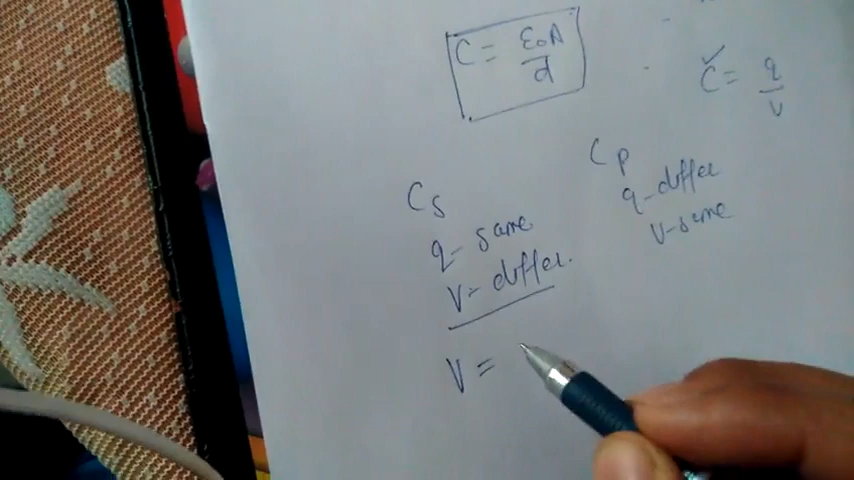 C = ε₀A/d
C = q/v
Cs
q - same
V - differ.
Cp
q - differ
V - same
V =